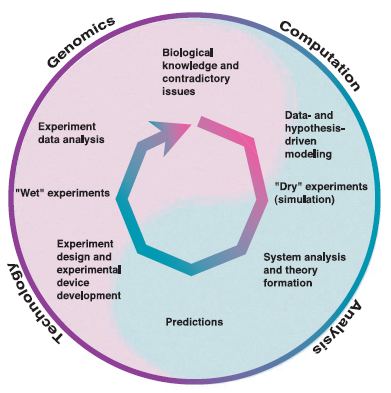 Genomics
Computation
Biological
knowledge and
contradictory
issues
Data- and
hypothesis-
driven
modeling
Experiment
data analysis
"Wet" experiments
"Dry" experiments
(simulation)
Experiment
design and
experimental
device
development
System analysis
and theory
formation
Predictions
Technology
Analysis